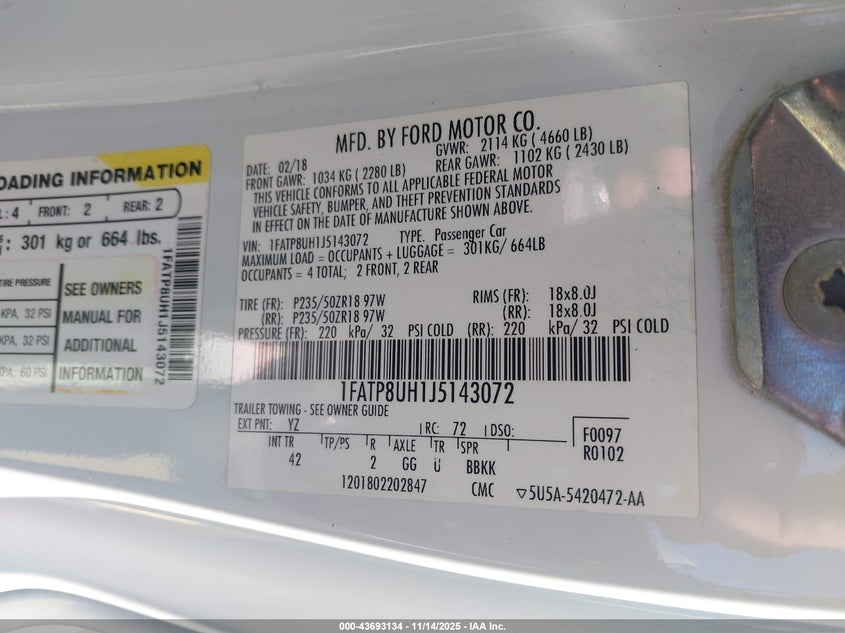 OADING INFORMATION
L: 4 FRONT: 2 REAR: 2
: 301 kg or 664 lbs.
TIRE PRESSURE
KPA, 32 PSI
KPA, 32 PSI
KPA, 60 PSI
SEE OWNERS
MANUAL FOR
ADDITIONAL
INFORMATION
1FATP8UH1J5143072
MFD. BY FORD MOTOR CO.
DATE: 02/18 GVWR: 2114 KG ( 4660 LB)
FRONT GAWR: 1034 KG ( 2280 LB) REAR GAWR: 1102 KG ( 2430 LB)
THIS VEHICLE CONFORMS TO ALL APPLICABLE FEDERAL MOTOR
VEHICLE SAFETY, BUMPER, AND THEFT PREVENTION STANDARDS
IN EFFECT ON THE DATE OF MANUFACTURE SHOWN ABOVE.
VIN: 1FATP8UH1J5143072 TYPE: Passenger Car
MAXIMUM LOAD = OCCUPANTS + LUGGAGE = 301KG/ 664LB
OCCUPANTS = 4 TOTAL; 2 FRONT, 2 REAR
TIRE (FR): P235/50ZR18 97W RIMS (FR): 18x8.0J
(RR): P235/50ZR18 97W (RR): 18x8.0J
PRESSURE (FR): 220 kPa/ 32 PSI COLD (RR): 220 kPa/ 32 PSI COLD
1FATP8UH1J5143072
TRAILER TOWING - SEE OWNER GUIDE
EXT PNT: YZ RC: 72 DSO: F0097
INT TR TP/PS R AXLE TR SPR R0102
42 2 GG U BBKK
1201802202847 CMC ▽5U5A-5420472-AA
000-43693134 - 11/14/2025 - IAA Inc.